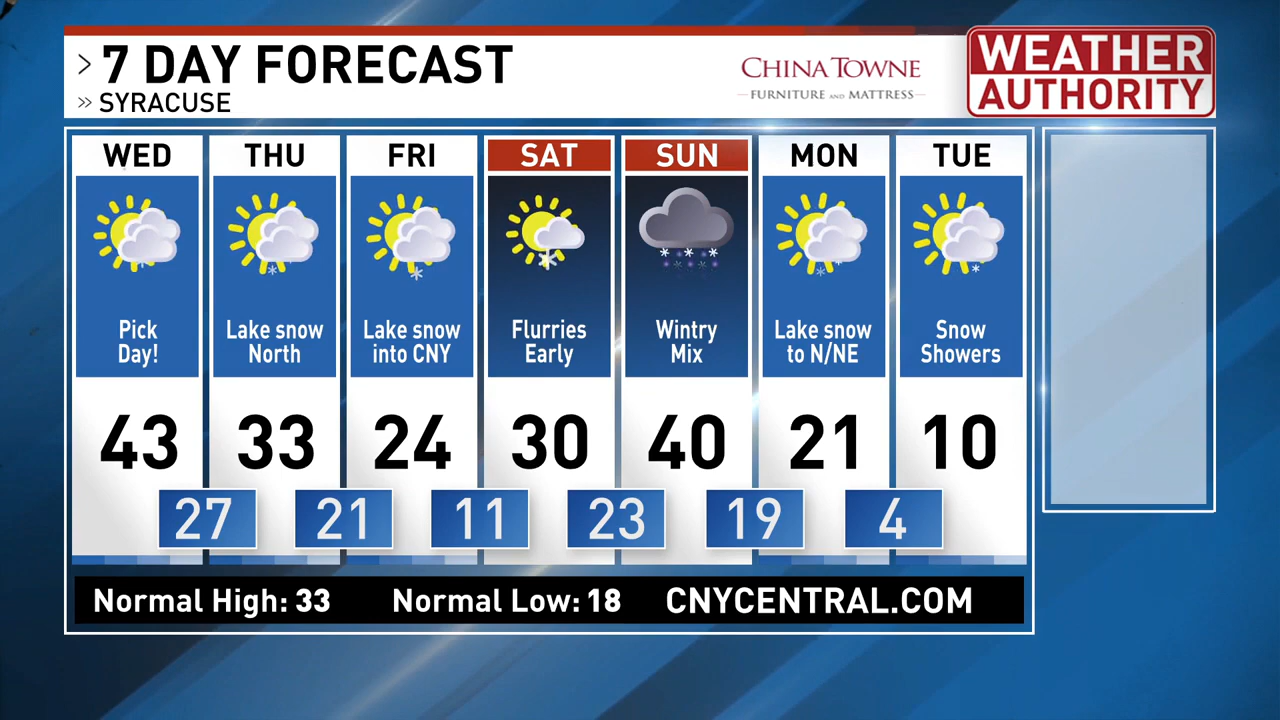 > 7 DAY FORECAST
» SYRACUSE
CHINA TOWNE
FURNITURE AND MATTRESS
WEATHER
AUTHORITY
WED THU FRI SAT SUN MON TUE
Pick Lake snow Lake snow Flurries Wintry Lake snow Snow
Day! North into CNY Early Mix to N/NE Showers
43 33 24 30 40 21 10
27 21 11 23 19 4
Normal High: 33 Normal Low: 18 CNYCENTRAL.COM